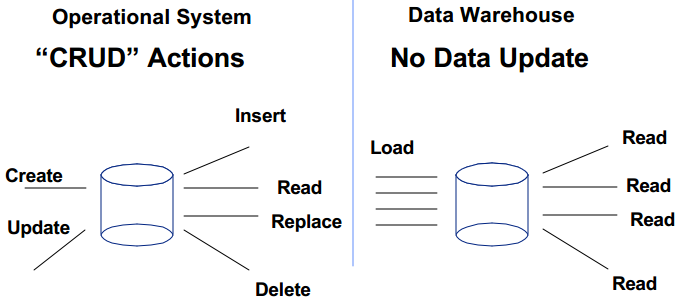 Operational System
“CRUD” Actions
Insert
Create
Read
Update
Replace
Delete
Data Warehouse
No Data Update
Load
Read
Read
Read
Read